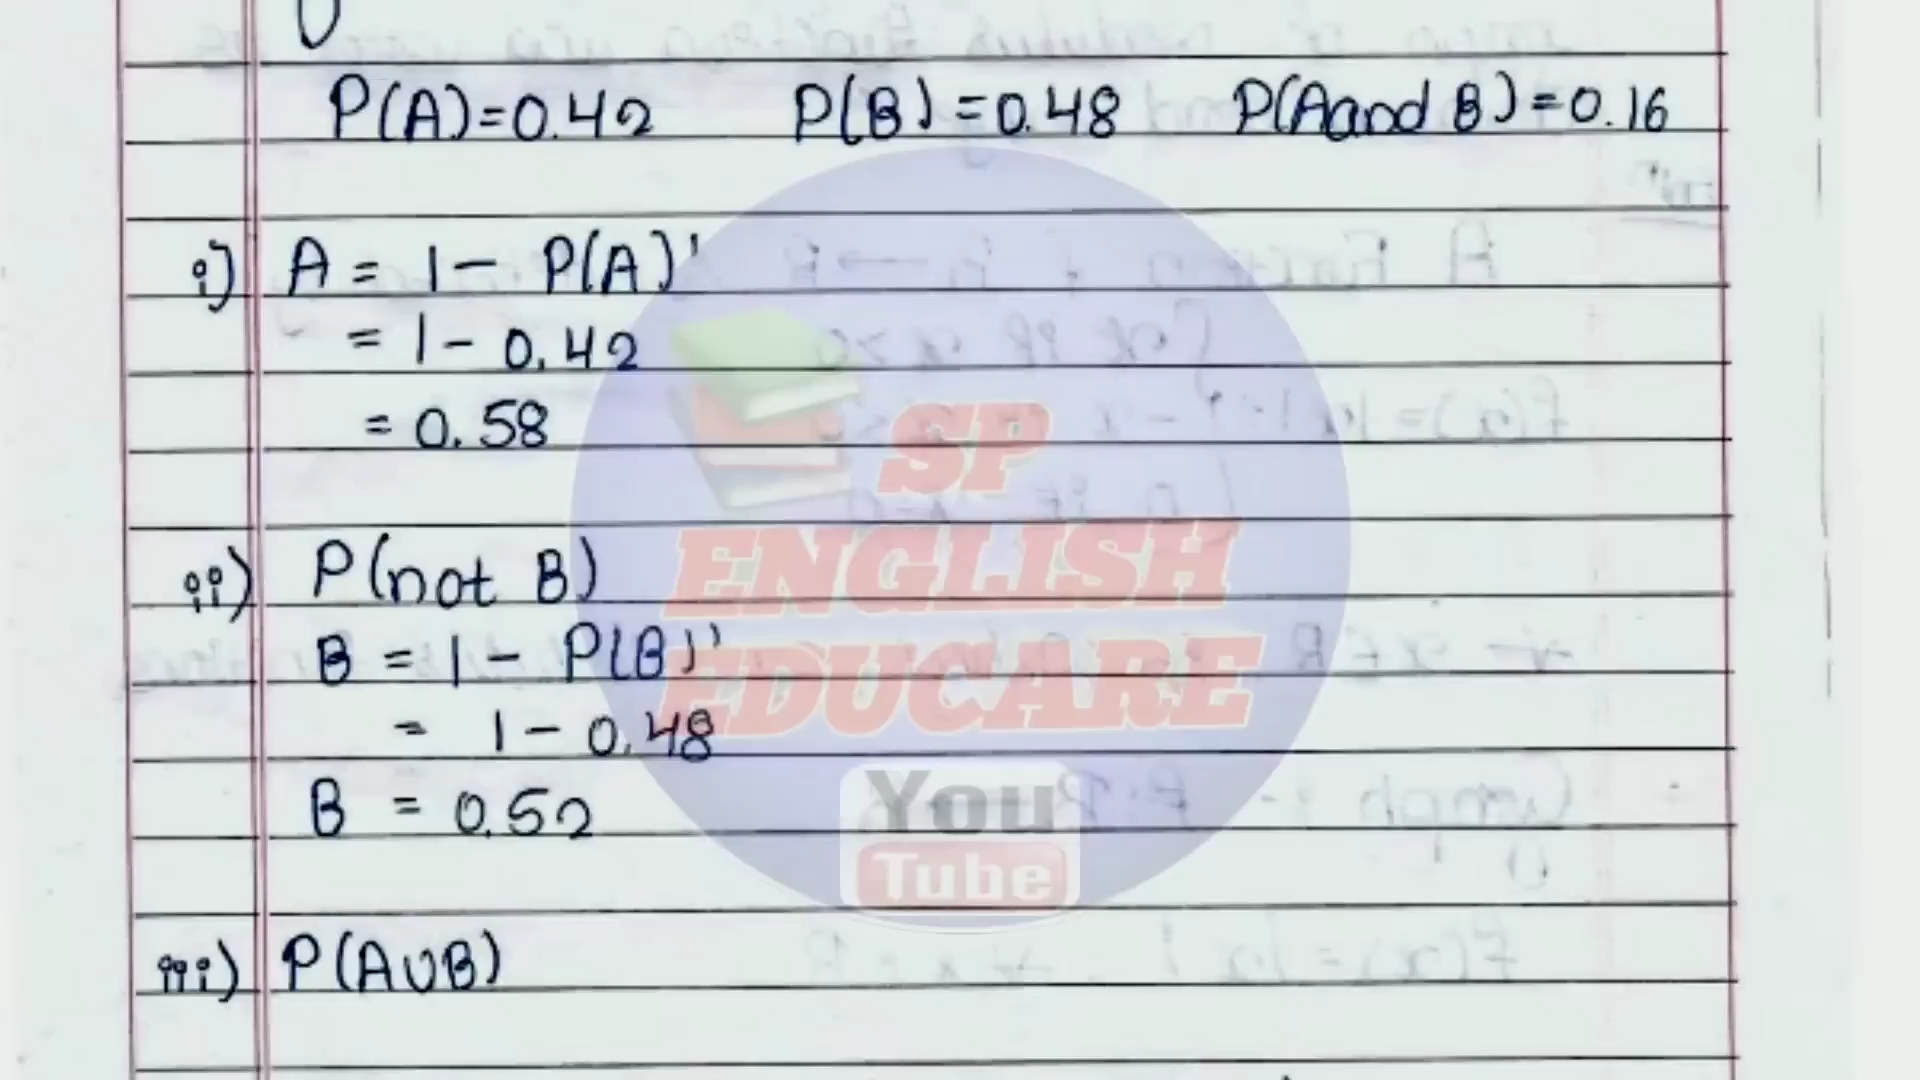 P(A)=0.42 P(B)=0.48 P(A and B)=0.16
i) A = 1 - P(A)'
= 1 - 0.42
= 0.58
ii) P(not B)
B = 1 - P(B)'
= 1 - 0.48
B = 0.52
iii) P(A∪B)
SP
ENGLISH
EDUCARE
You
Tube